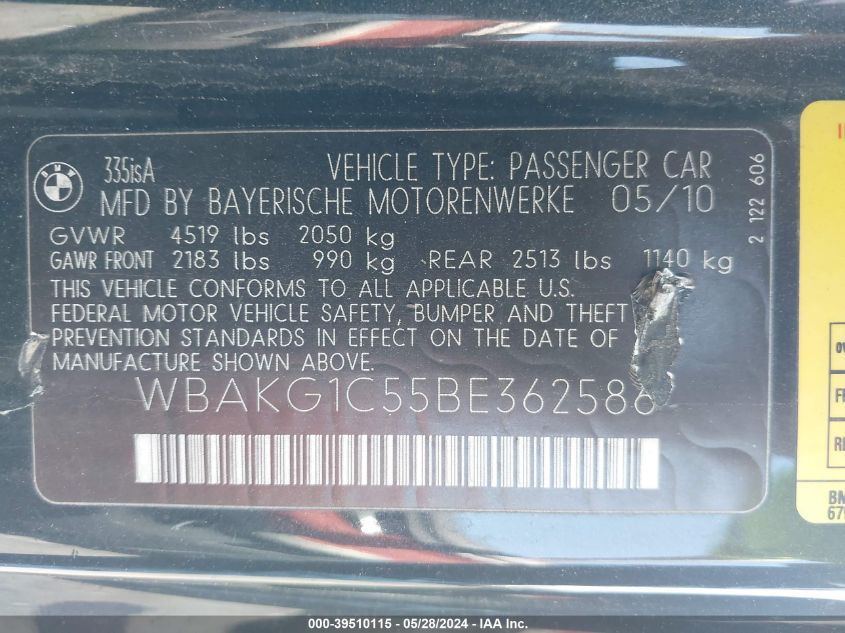 BMW
335isA
VEHICLE TYPE: PASSENGER CAR
MFD BY BAYERISCHE MOTORENWERKE 05/10
GVWR 4519 lbs 2050 kg
GAWR FRONT 2183 lbs 990 kg REAR 2513 lbs 1140 kg
THIS VEHICLE CONFORMS TO ALL APPLICABLE U.S.
FEDERAL MOTOR VEHICLE SAFETY, BUMPER AND THEFT
PREVENTION STANDARDS IN EFFECT ON THE DATE OF
MANUFACTURE SHOWN ABOVE.
WBAKG1C55BE362586
2 122 606
BM
679
000-39510115 - 05/28/2024 - IAA Inc.